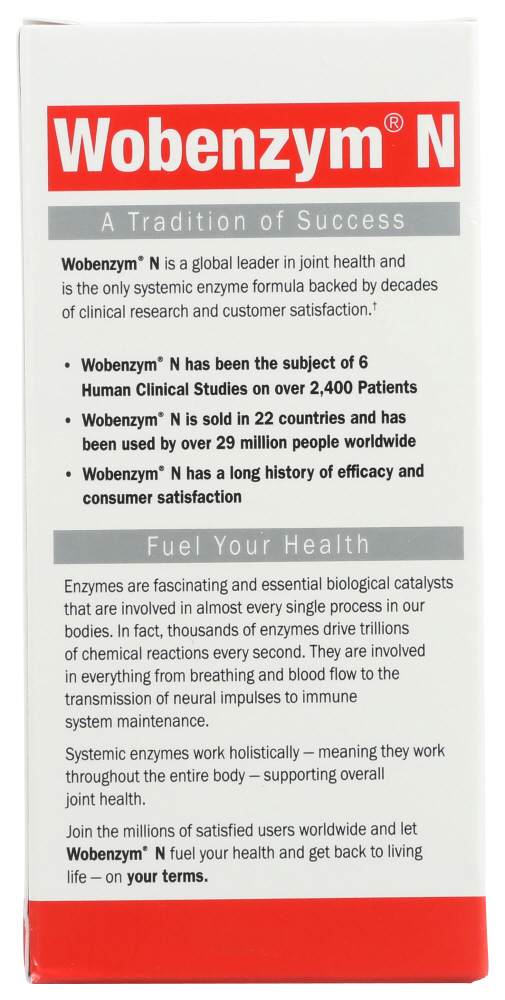 Wobenzym® N
A Tradition of Success
Wobenzym® N is a global leader in joint health and
is the only systemic enzyme formula backed by decades
of clinical research and customer satisfaction.†
• Wobenzym® N has been the subject of 6
Human Clinical Studies on over 2,400 Patients
• Wobenzym® N is sold in 22 countries and has
been used by over 29 million people worldwide
• Wobenzym® N has a long history of efficacy and
consumer satisfaction
Fuel Your Health
Enzymes are fascinating and essential biological catalysts
that are involved in almost every single process in our
bodies. In fact, thousands of enzymes drive trillions
of chemical reactions every second. They are involved
in everything from breathing and blood flow to the
transmission of neural impulses to immune
system maintenance.
Systemic enzymes work holistically – meaning they work
throughout the entire body – supporting overall
joint health.
Join the millions of satisfied users worldwide and let
Wobenzym® N fuel your health and get back to living
life – on your terms.